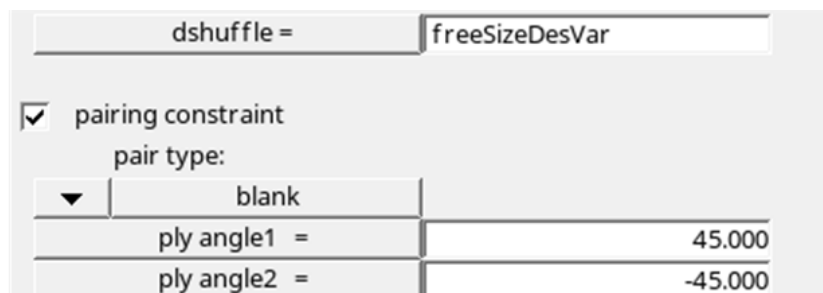 dshuffle = freeSizeDesVar
pairing constraint
pair type:
blank
ply angle1 = 45.000
ply angle2 = -45.000